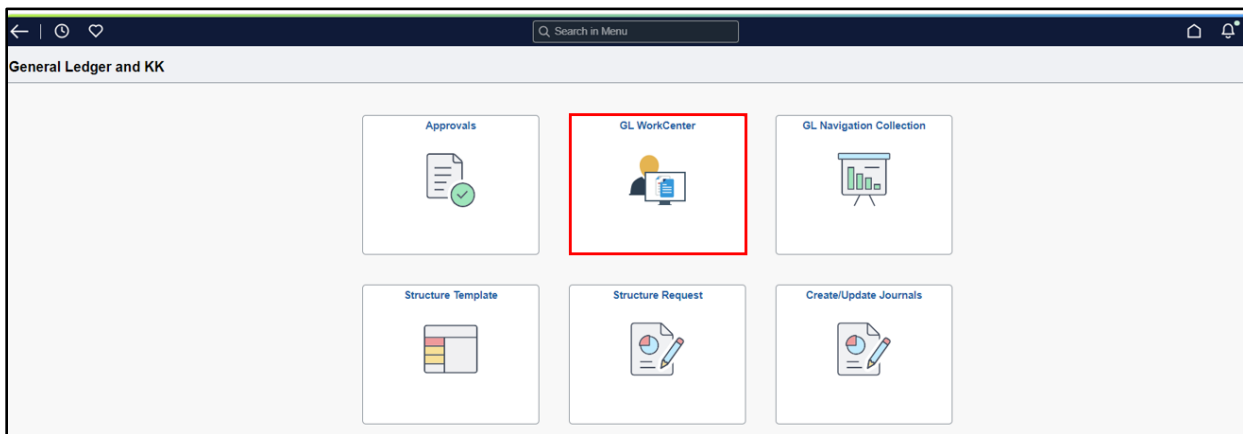 Search in Menu
General Ledger and KK
Approvals
GL WorkCenter
GL Navigation Collection
Structure Template
Structure Request
Create/Update Journals